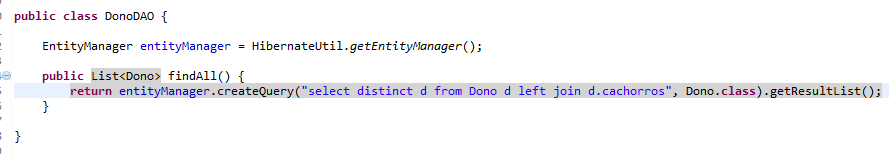 public class DonoDAO {
EntityManager entityManager = HibernateUtil.getEntityManager();
public List<Dono> findAll() {
return entityManager.createQuery("select distinct d from Dono d left join d.cachorros", Dono.class).getResultList();
}
}